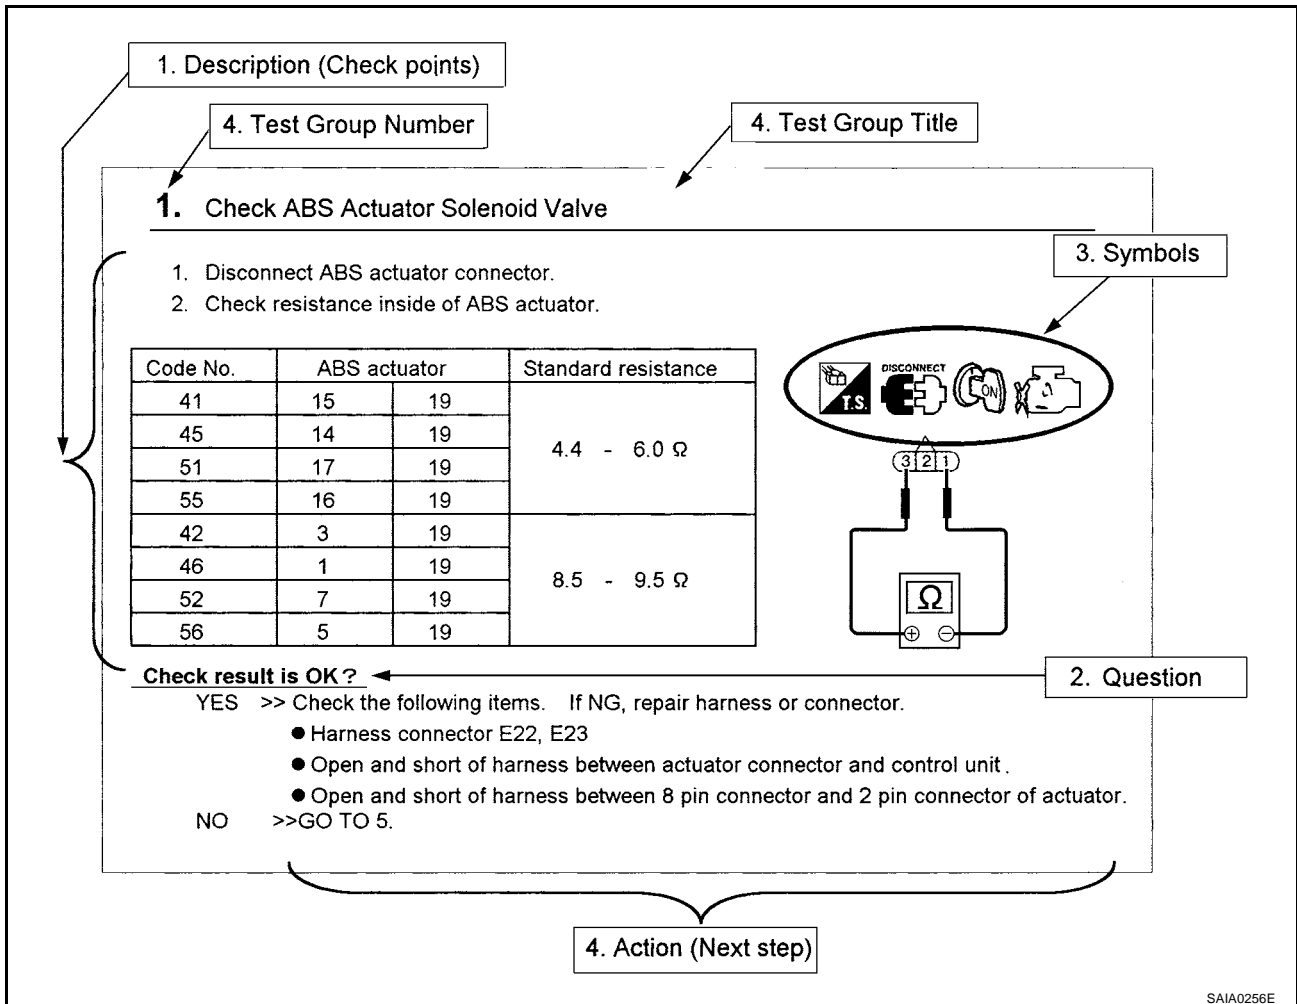 1. Description (Check points)
4. Test Group Number
4. Test Group Title
1. Check ABS Actuator Solenoid Valve
3. Symbols
1. Disconnect ABS actuator connector.
2. Check resistance inside of ABS actuator.
Code No. ABS actuator Standard resistance
41 15 19
45 14 19
51 17 19
55 16 19
4.4 - 6.0 Ω
42 3 19
46 1 19
52 7 19
56 5 19
8.5 - 9.5 Ω
T.S. DISCONNECT ON
3 2 1
Ω
⊕ ⊖
Check result is OK?
2. Question
YES >> Check the following items. If NG, repair harness or connector.
● Harness connector E22, E23
● Open and short of harness between actuator connector and control unit.
● Open and short of harness between 8 pin connector and 2 pin connector of actuator.
NO >>GO TO 5.
4. Action (Next step)
SAIA0256E